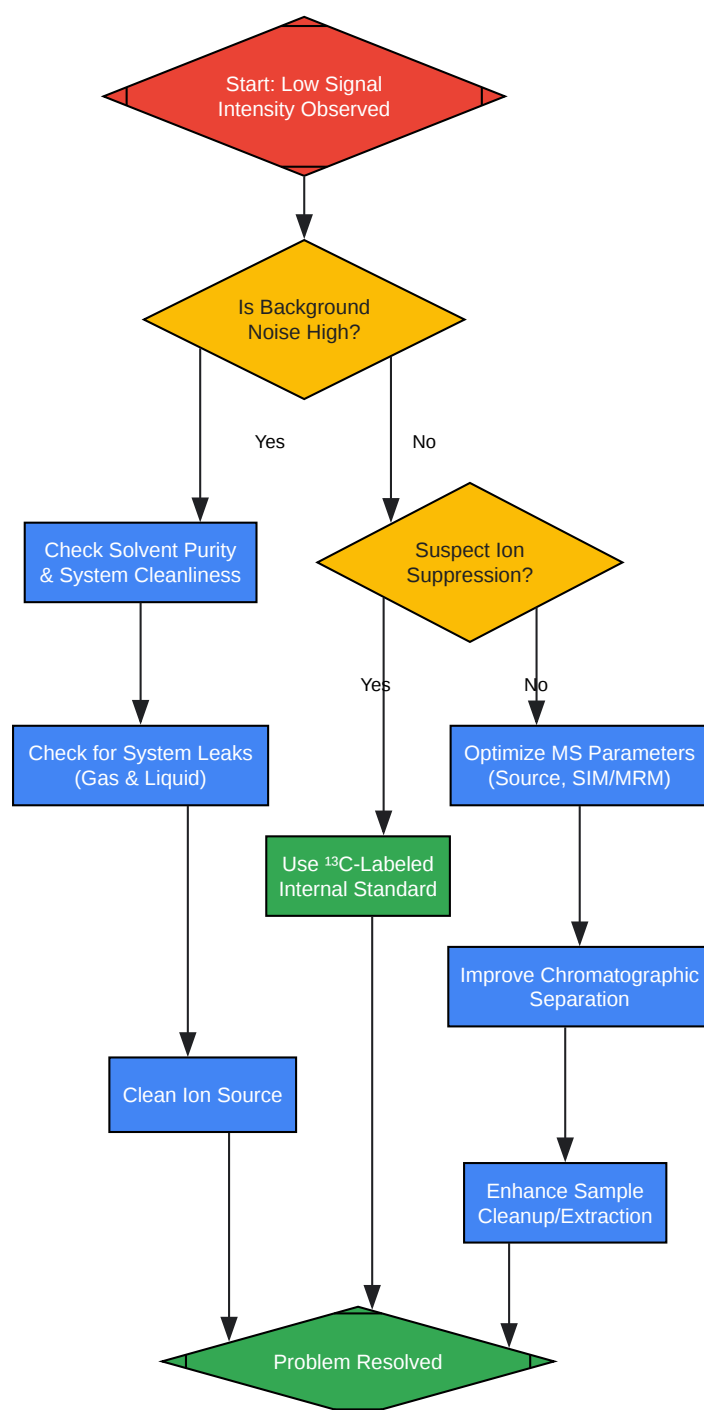 Start: Low Signal
Intensity Observed
Is Background
Noise High?
Yes
No
Check Solvent Purity
& System Cleanliness
Suspect Ion
Suppression?
Yes
No
Check for System Leaks
(Gas & Liquid)
Optimize MS Parameters
(Source, SIM/MRM)
Use ¹³C-Labeled
Internal Standard
Improve Chromatographic
Separation
Clean Ion Source
Enhance Sample
Cleanup/Extraction
Problem Resolved